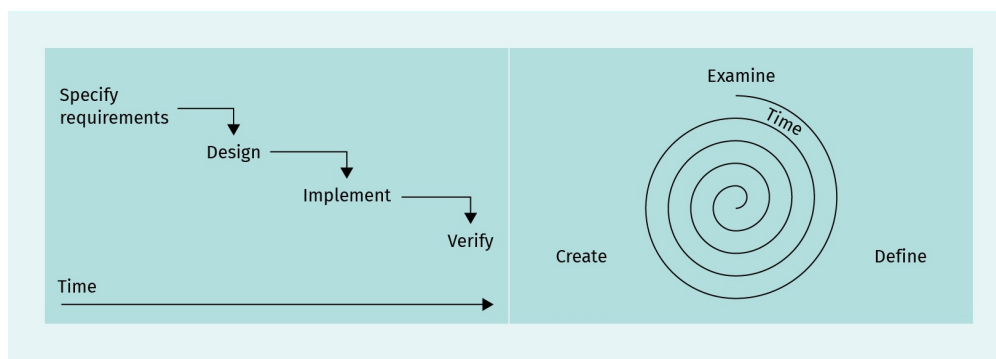 Specify
requirements
Design
Implement
Verify
Time
Examine
Time
Create
Define